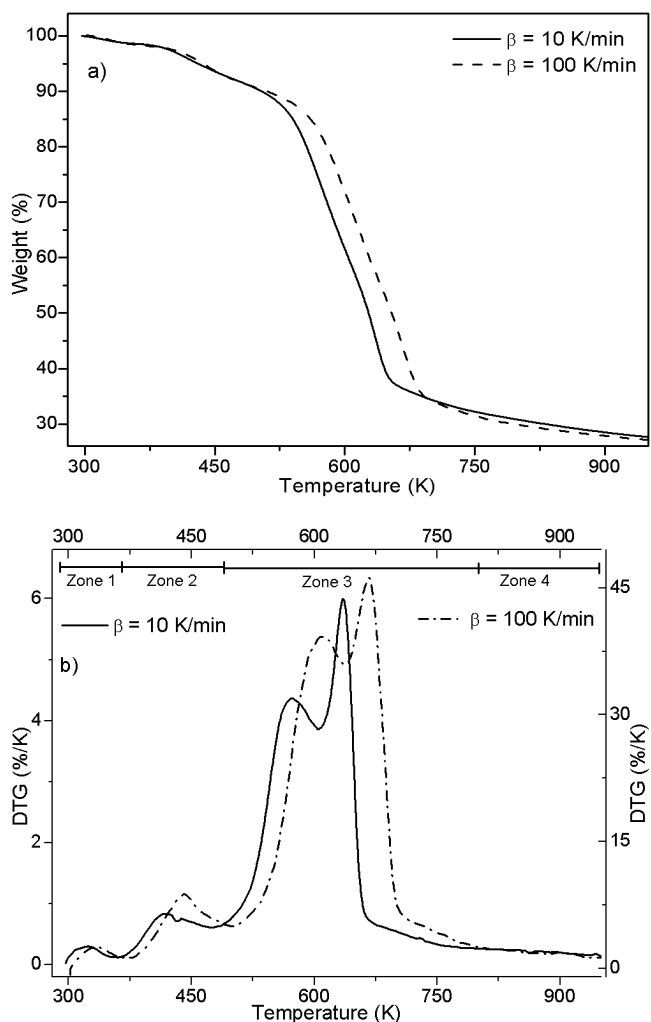 100
90
80
70
60
50
40
30
Weight (%)
a)
β = 10 K/min
β = 100 K/min
300 450 600 750 900
Temperature (K)
300 450 600 750 900
Zone 1 Zone 2 Zone 3 Zone 4
β = 10 K/min β = 100 K/min
b)
6
4
2
0
DTG (%/K)
45
30
15
0
DTG (%/K)
300 450 600 750 900
Temperature (K)